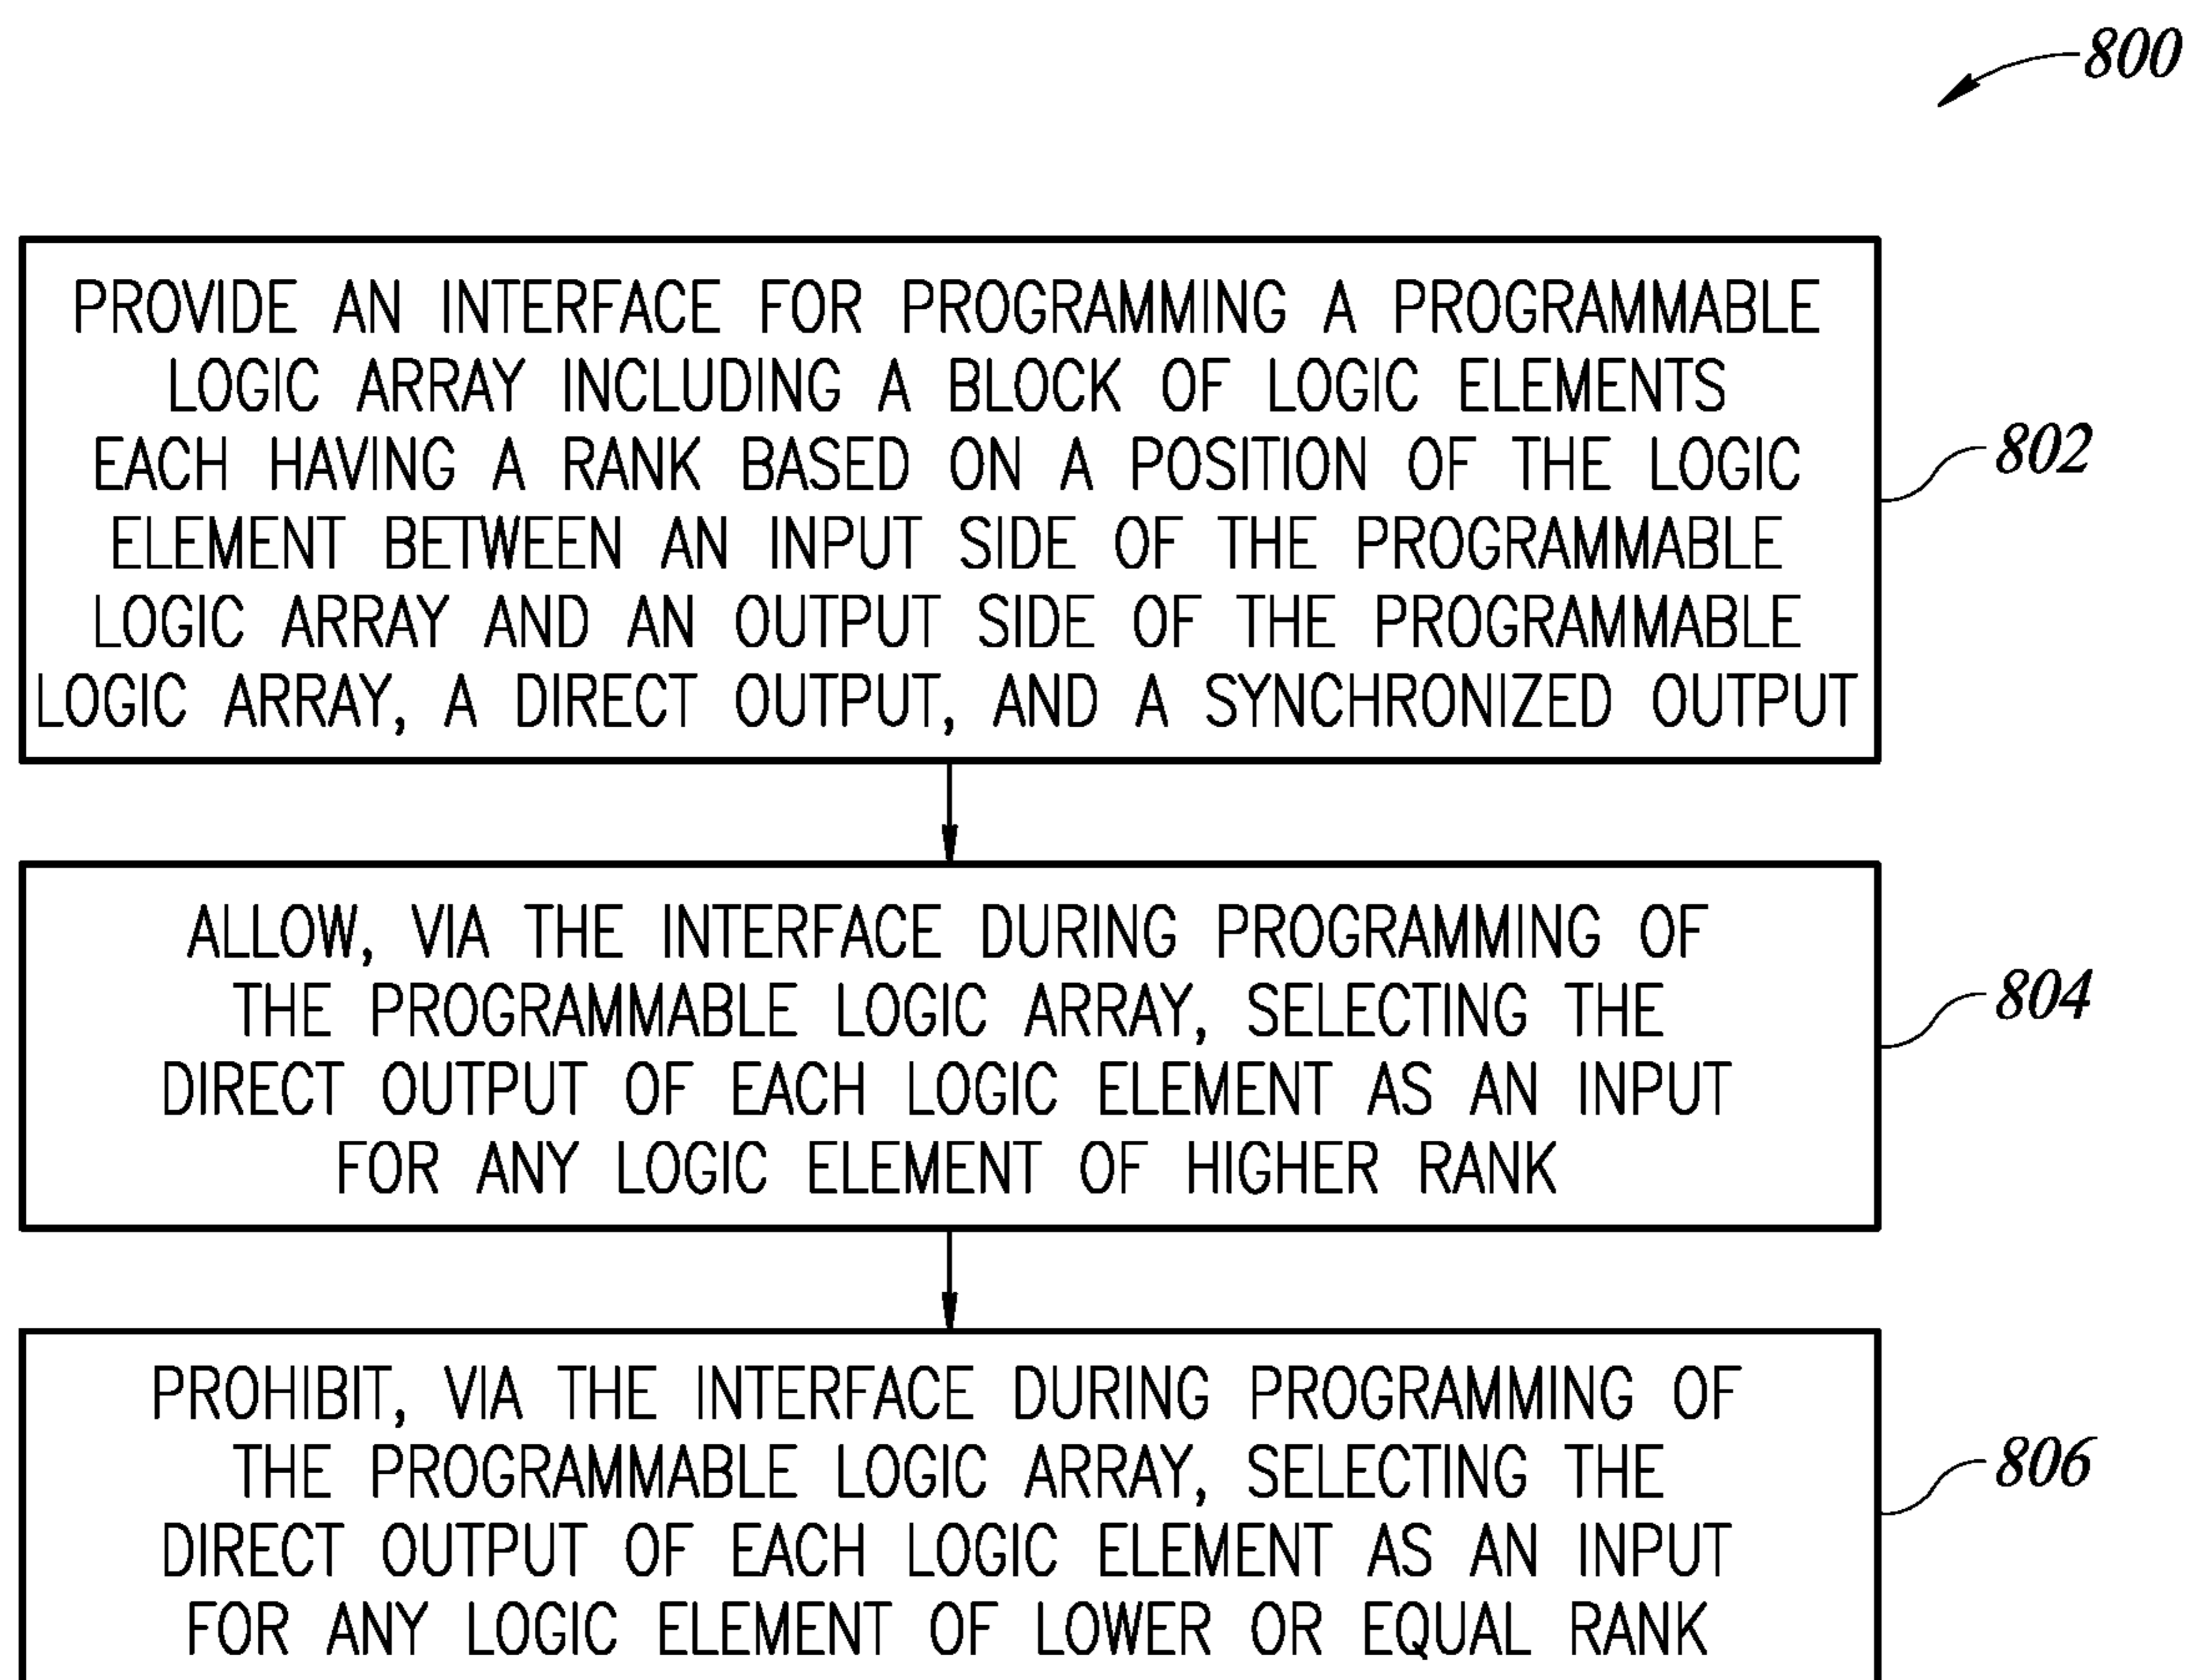 800
PROVIDE AN INTERFACE FOR PROGRAMMING A PROGRAMMABLE
LOGIC ARRAY INCLUDING A BLOCK OF LOGIC ELEMENTS
EACH HAVING A RANK BASED ON A POSITION OF THE LOGIC
ELEMENT BETWEEN AN INPUT SIDE OF THE PROGRAMMABLE
LOGIC ARRAY AND AN OUTPUT SIDE OF THE PROGRAMMABLE
LOGIC ARRAY, A DIRECT OUTPUT, AND A SYNCHRONIZED OUTPUT
802
ALLOW, VIA THE INTERFACE DURING PROGRAMMING OF
THE PROGRAMMABLE LOGIC ARRAY, SELECTING THE
DIRECT OUTPUT OF EACH LOGIC ELEMENT AS AN INPUT
FOR ANY LOGIC ELEMENT OF HIGHER RANK
804
PROHIBIT, VIA THE INTERFACE DURING PROGRAMMING OF
THE PROGRAMMABLE LOGIC ARRAY, SELECTING THE
DIRECT OUTPUT OF EACH LOGIC ELEMENT AS AN INPUT
FOR ANY LOGIC ELEMENT OF LOWER OR EQUAL RANK
806